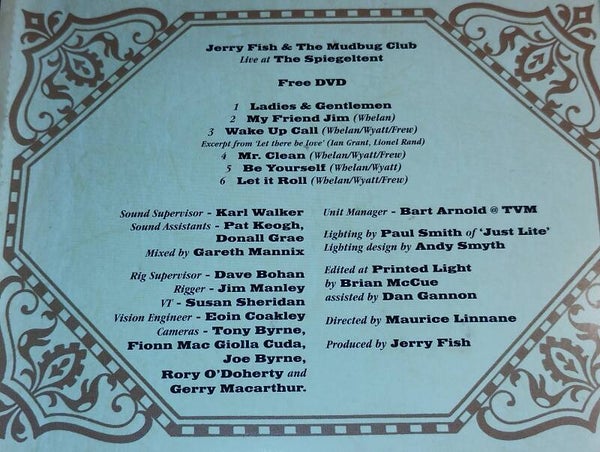 Jerry Fish & The Mudbug Club
Live at The Spiegeltent
Free DVD
1 Ladies & Gentlemen
2 My Friend Jim (Whelan)
3 Wake Up Call (Whelan/Wyatt/Frew)
Excerpt from 'Let there be love' (Ian Grant, Lionel Rand)
4 Mr. Clean (Whelan/Wyatt/Frew)
5 Be Yourself (Whelan/Wyatt)
6 Let it Roll (Whelan/Wyatt/Frew)
Sound Supervisor - Karl Walker
Sound Assistants - Pat Keogh,
Donall Grae
Mixed by Gareth Mannix
Rig Supervisor - Dave Bohan
Rigger - Jim Manley
VT - Susan Sheridan
Vision Engineer - Eoin Coakley
Cameras - Tony Byrne,
Fionn Mac Giolla Cuda,
Joe Byrne,
Rory O'Doherty and
Gerry Macarthur.
Unit Manager - Bart Arnold @ TVM
Lighting by Paul Smith of 'Just Lite'
Lighting design by Andy Smyth
Edited at Printed Light
by Brian McCue
assisted by Dan Gannon
Directed by Maurice Linnane
Produced by Jerry Fish